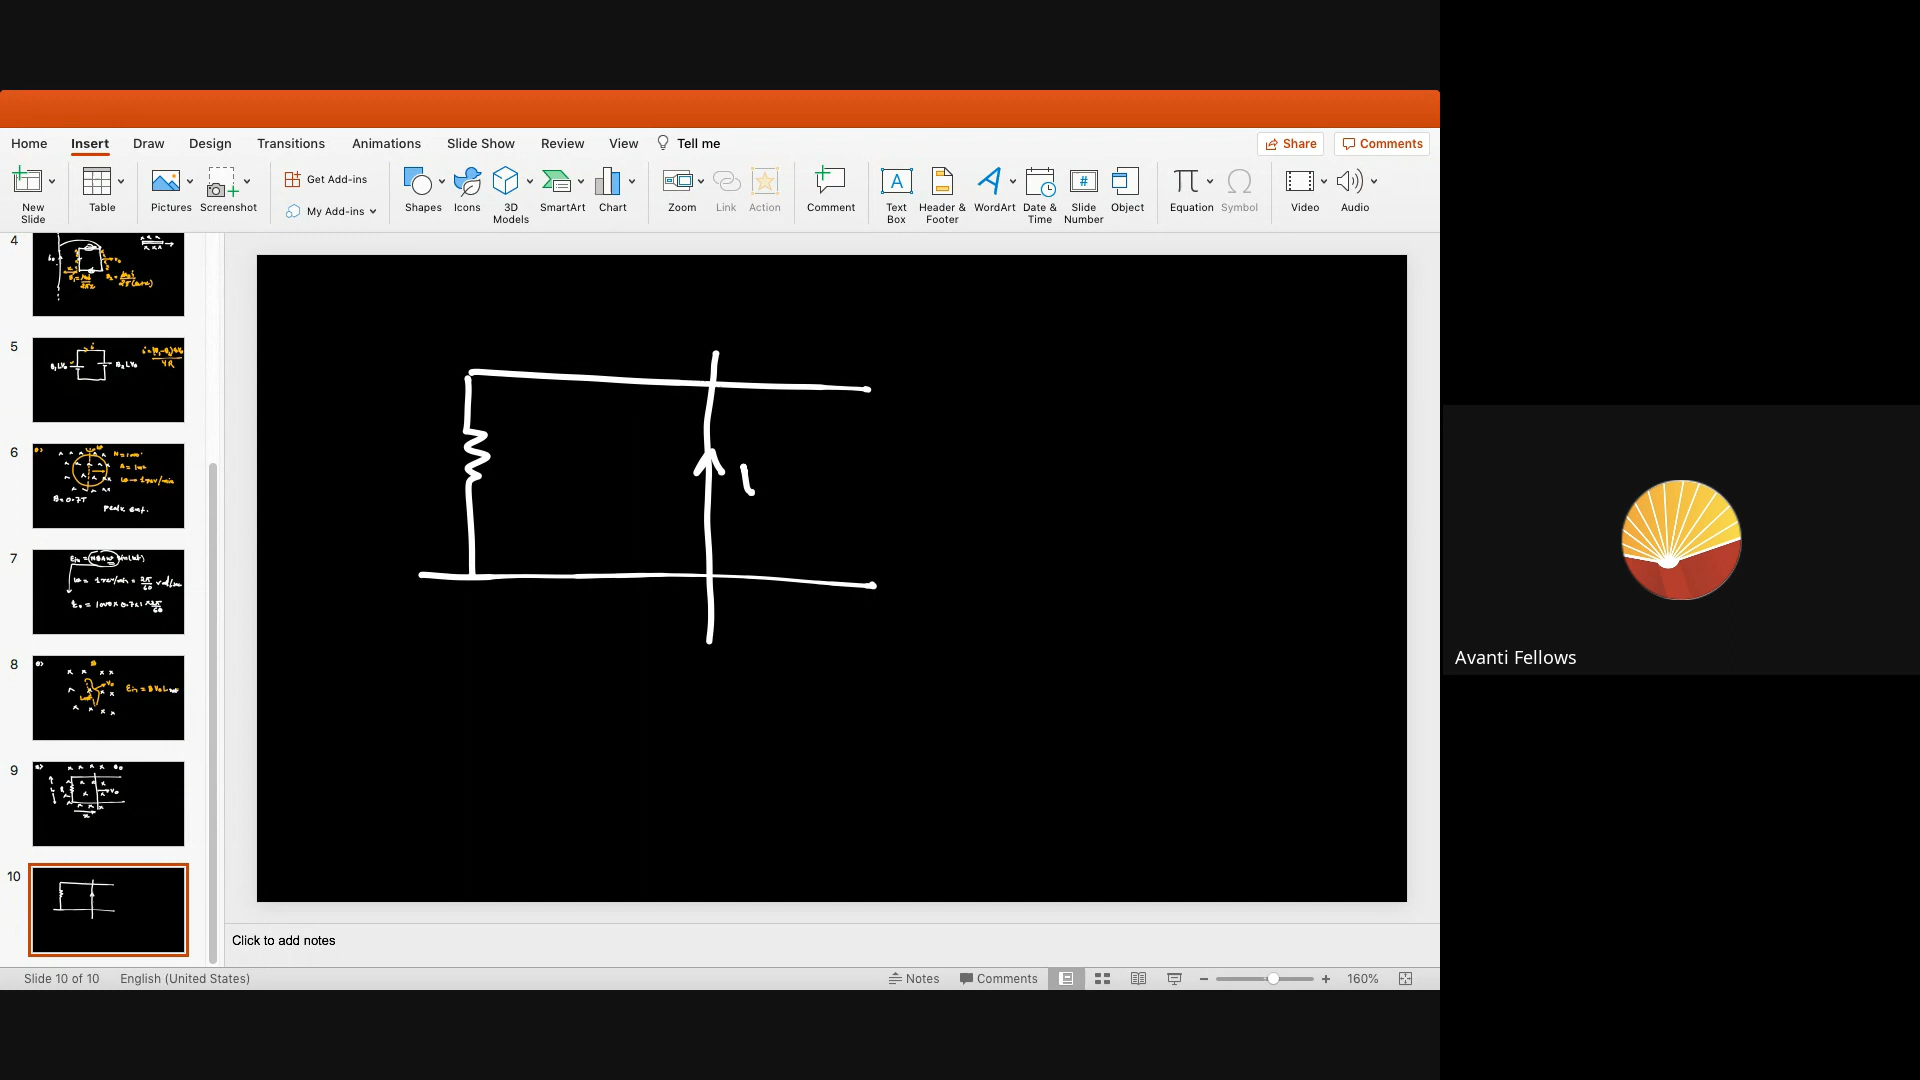 Home Insert Draw Design Transitions Animations Slide Show Review View Tell me Share Comments
New Slide Table Pictures Screenshot Get Add-ins My Add-ins Shapes Icons 3D Models SmartArt Chart Zoom Link Action Comment Text Box Header & Footer WordArt Date & Time Slide Number Object Equation Symbol Video Audio
4
5
6
7
8
9
10
i
Click to add notes
Slide 10 of 10 English (United States) Notes Comments 160%
Avanti Fellows